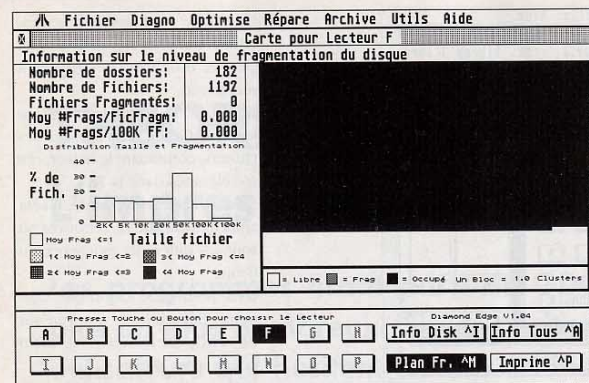 Fichier Diagno Optimise Répare Archive Utils Aide
Carte pour Lecteur F
Information sur le niveau de fragmentation du disque
Nombre de dossiers: 182
Nombre de Fichiers: 1192
Fichiers Fragmentés: 0
Moy #Frags/FicFragm: 0.000
Moy #Frags/100K FF: 0.000
Distribution Taille et Fragmentation
% de Fich.
40
30
20
10
0
2K< 5K 10K 20K 50K 100K <100K
Taille fichier
Moy Frag <=1
1< Moy Frag <=2
3< Moy Frag <=4
2< Moy Frag <=3
<4 Moy Frag
= Libre = Frag = Occupé Un Bloc = 1.0 Clusters
Pressez Touche ou Bouton pour choisir le Lecteur
Diamond Edge V1.04
A B C D E F G H Info Disk ^I Info Tous ^A
I J K L M N O P Plan Fr. ^M Imprime ^P